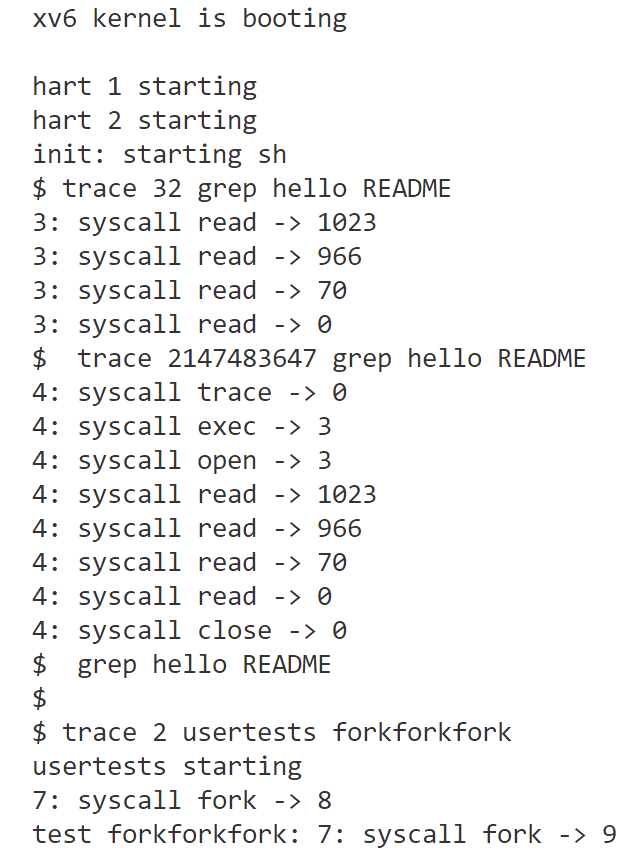 xv6 kernel is booting
hart 1 starting
hart 2 starting
init: starting sh
$ trace 32 grep hello README
3: syscall read -> 1023
3: syscall read -> 966
3: syscall read -> 70
3: syscall read -> 0
$  trace 2147483647 grep hello README
4: syscall trace -> 0
4: syscall exec -> 3
4: syscall open -> 3
4: syscall read -> 1023
4: syscall read -> 966
4: syscall read -> 70
4: syscall read -> 0
4: syscall close -> 0
$  grep hello README
$
$ trace 2 usertests forkforkfork
usertests starting
7: syscall fork -> 8
test forkforkfork: 7: syscall fork -> 9